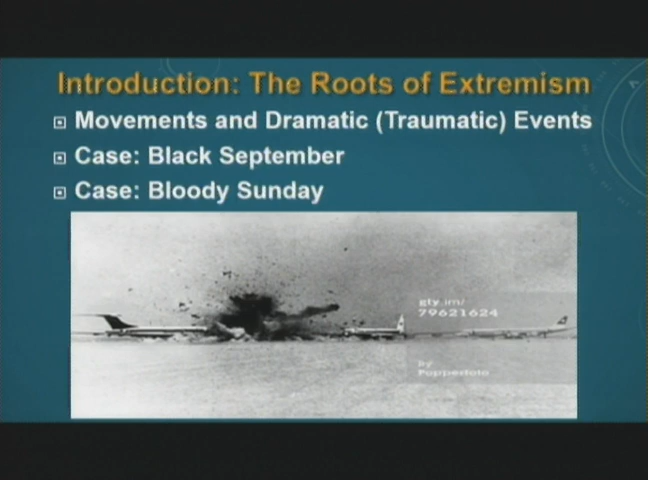 Introduction: The Roots of Extremism
Movements and Dramatic (Traumatic) Events
Case: Black September
Case: Bloody Sunday
gty.im/
79621624
By
Popperfoto